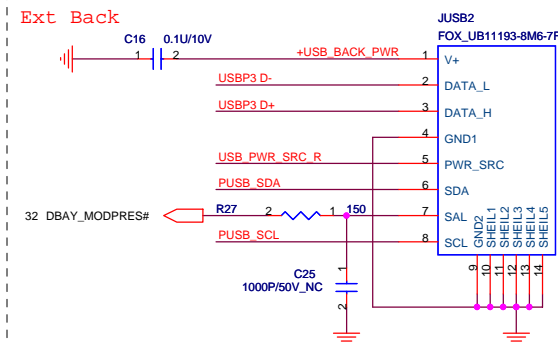 Ext Back
JUSB2
FOX_UB11193-8M6-7F
C16 0.1U/10V
1 2 +USB_BACK_PWR 1 V+
USBP3 D- 2 DATA_L
USBP3 D+ 3 DATA_H
4 GND1
USB_PWR_SRC_R 5 PWR_SRC
PUSB_SDA 6 SDA
32 DBAY_MODPRES# R27 2 1 150 7 SAL
PUSB_SCL 8 SCL
GND2
SHEIL1
SHEIL2
SHEIL3
SHEIL4
SHEIL5
9 10 11 12 13 14
C25
1000P/50V_NC
1
2